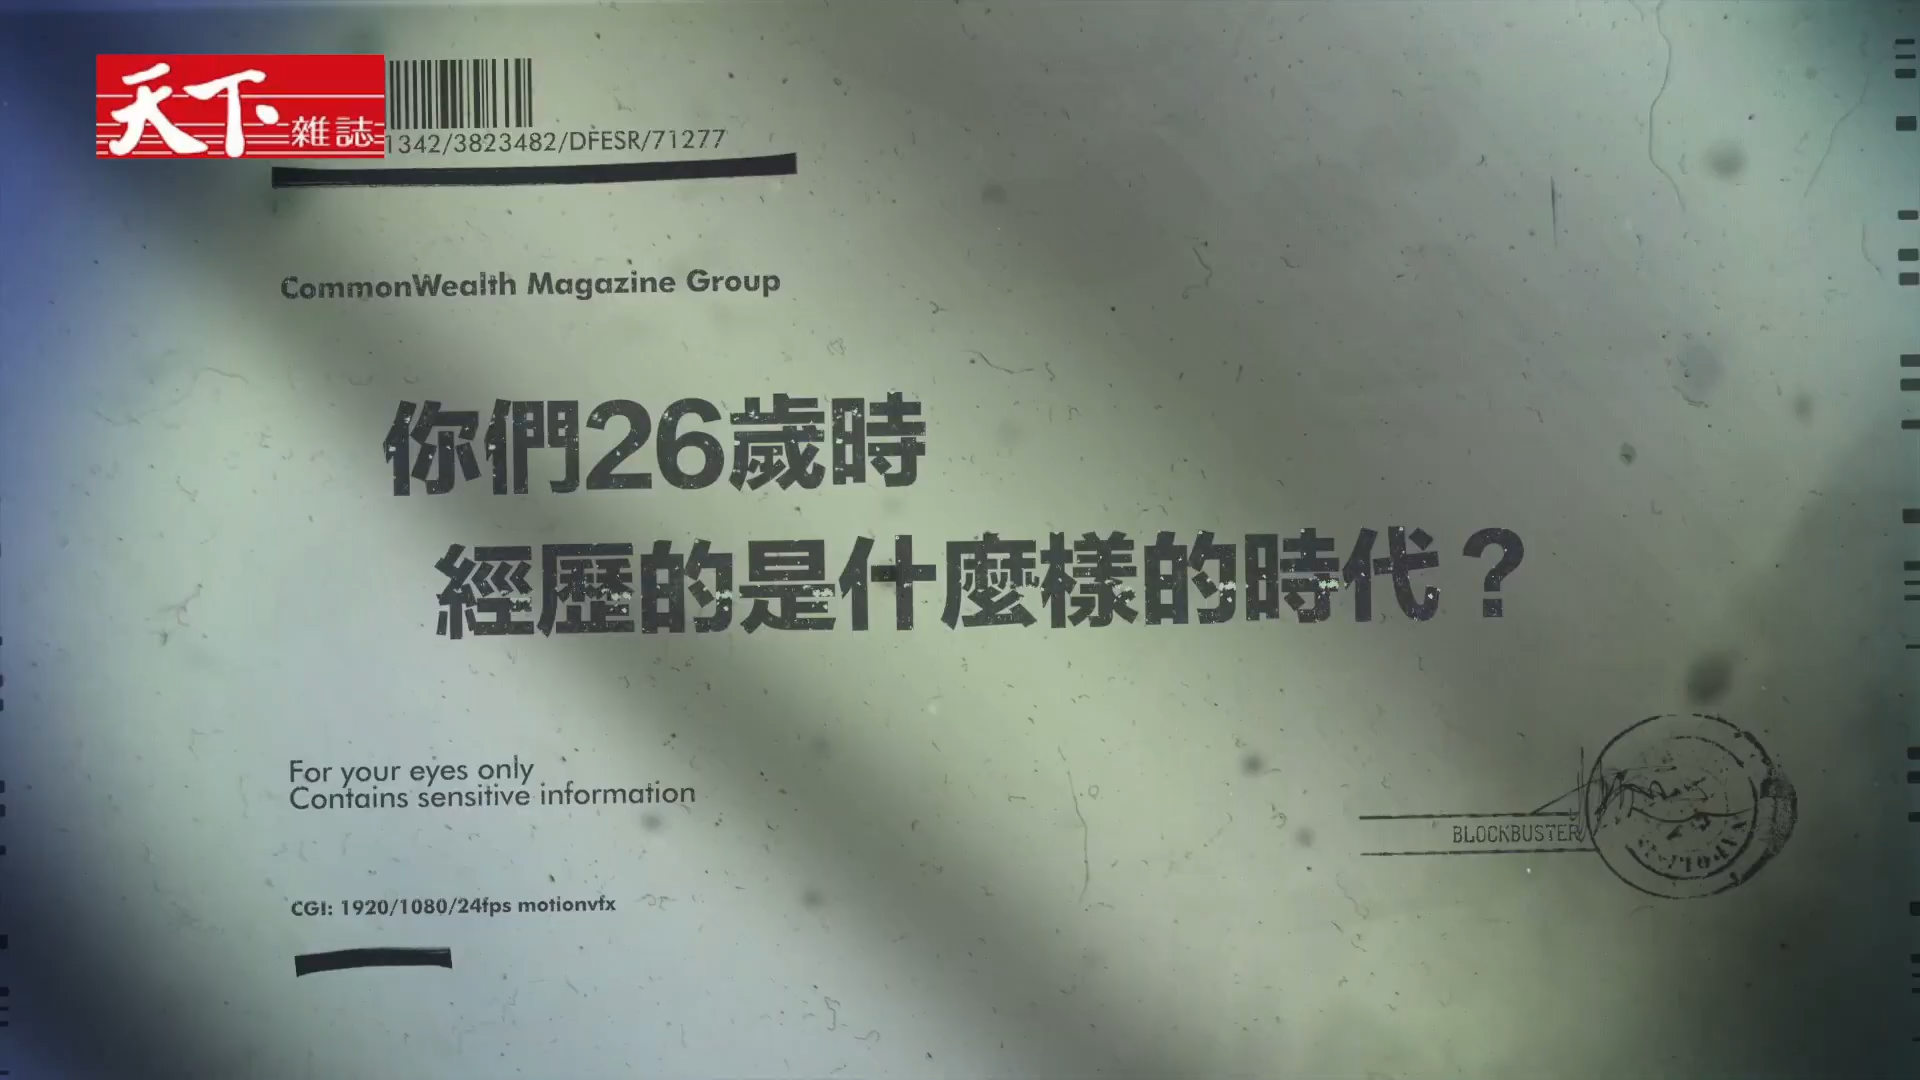 天下雜誌
1342/3823482/DFESR/71277
CommonWealth Magazine Group
你們26歲時
經歷的是什麼樣的時代？
For your eyes only
Contains sensitive information
BLOCKBUSTER
CGI: 1920/1080/24fps motionvfx